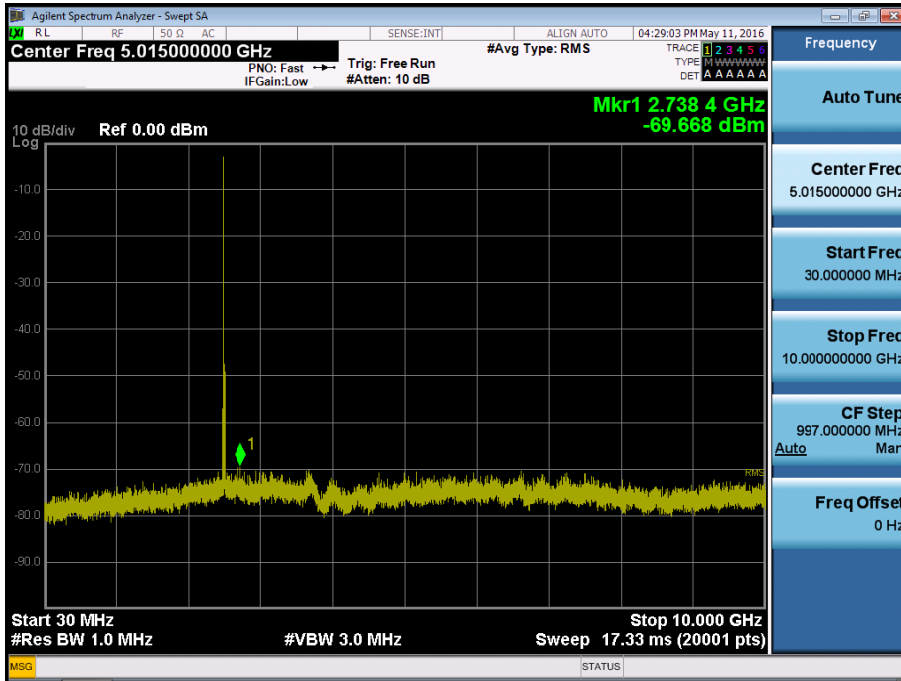 Agilent Spectrum Analyzer - Swept SA
LXI RL RF 50 Ω AC SENSE:INT ALIGN AUTO 04:29:03 PM May 11, 2016
Center Freq 5.015000000 GHz
PNO: Fast
IFGain:Low
Trig: Free Run
#Atten: 10 dB
#Avg Type: RMS
TRACE 1 2 3 4 5 6
TYPE M WWWWW
DET A A A A A A
Mkr1 2.738 4 GHz
-69.668 dBm
10 dB/div Ref 0.00 dBm
Log
-10.0
-20.0
-30.0
-40.0
-50.0
-60.0
-70.0
-80.0
-90.0
1
RMS
Start 30 MHz Stop 10.000 GHz
#Res BW 1.0 MHz #VBW 3.0 MHz Sweep 17.33 ms (20001 pts)
MSG STATUS
Frequency
Auto Tune
Center Freq
5.015000000 GHz
Start Freq
30.000000 MHz
Stop Freq
10.000000000 GHz
CF Step
997.000000 MHz
Auto Man
Freq Offset
0 Hz